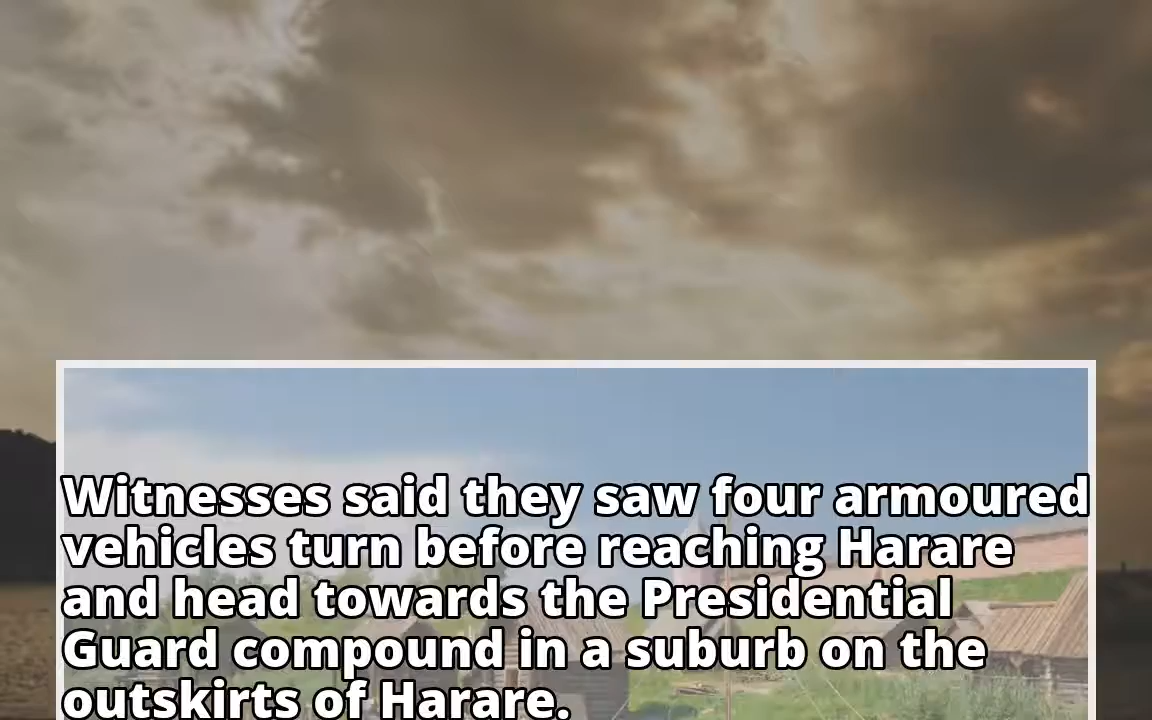 Witnesses said they saw four armoured
vehicles turn before reaching Harare
and head towards the Presidential
Guard compound in a suburb on the
outskirts of Harare.